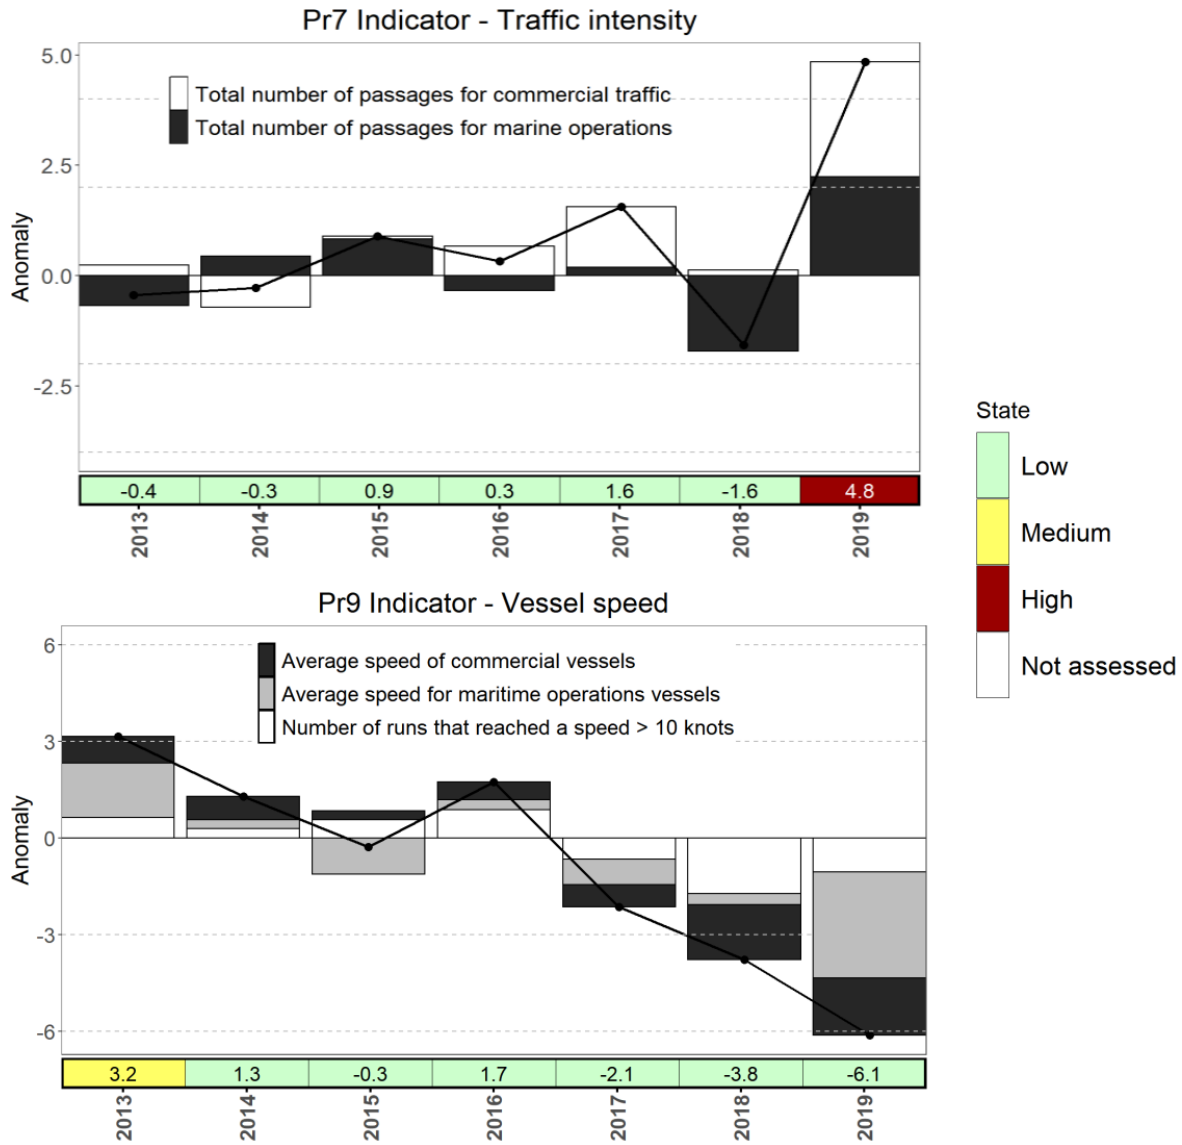 Pr7 Indicator - Traffic intensity
5.0
2.5
0.0
-2.5
Anomaly
Total number of passages for commercial traffic
Total number of passages for marine operations
-0.4 -0.3 0.9 0.3 1.6 -1.6 4.8
2013 2014 2015 2016 2017 2018 2019
State
Low
Medium
High
Not assessed
Pr9 Indicator - Vessel speed
6
3
0
-3
-6
Anomaly
Average speed of commercial vessels
Average speed for maritime operations vessels
Number of runs that reached a speed > 10 knots
3.2 1.3 -0.3 1.7 -2.1 -3.8 -6.1
2013 2014 2015 2016 2017 2018 2019